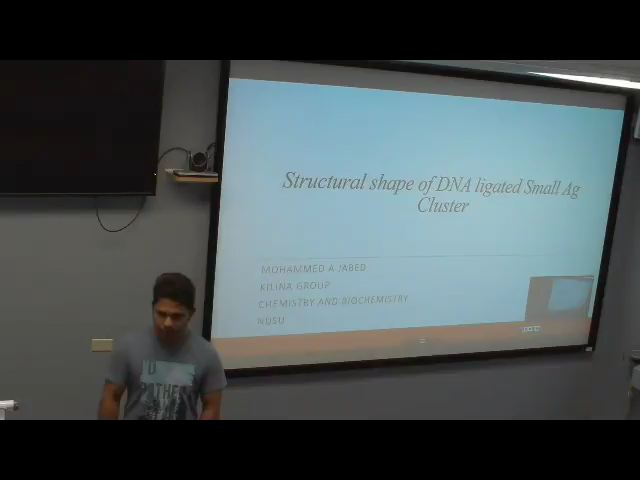 Structural shape of DNA ligated Small Ag
Cluster
MOHAMMED A JABED
KILINA GROUP
CHEMISTRY AND BIOCHEMISTRY
NDSU